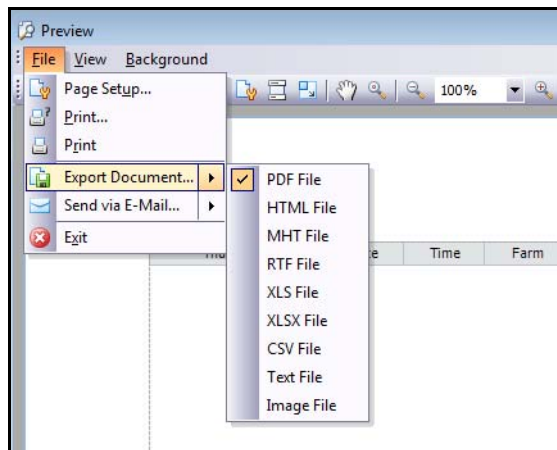 Preview
File View Background
Page Setup...
100%
Print...
Print
Export Document...
Send via E-Mail...
Exit
PDF File
HTML File
MHT File
RTF File
XLS File
XLSX File
CSV File
Text File
Image File
Time Farm